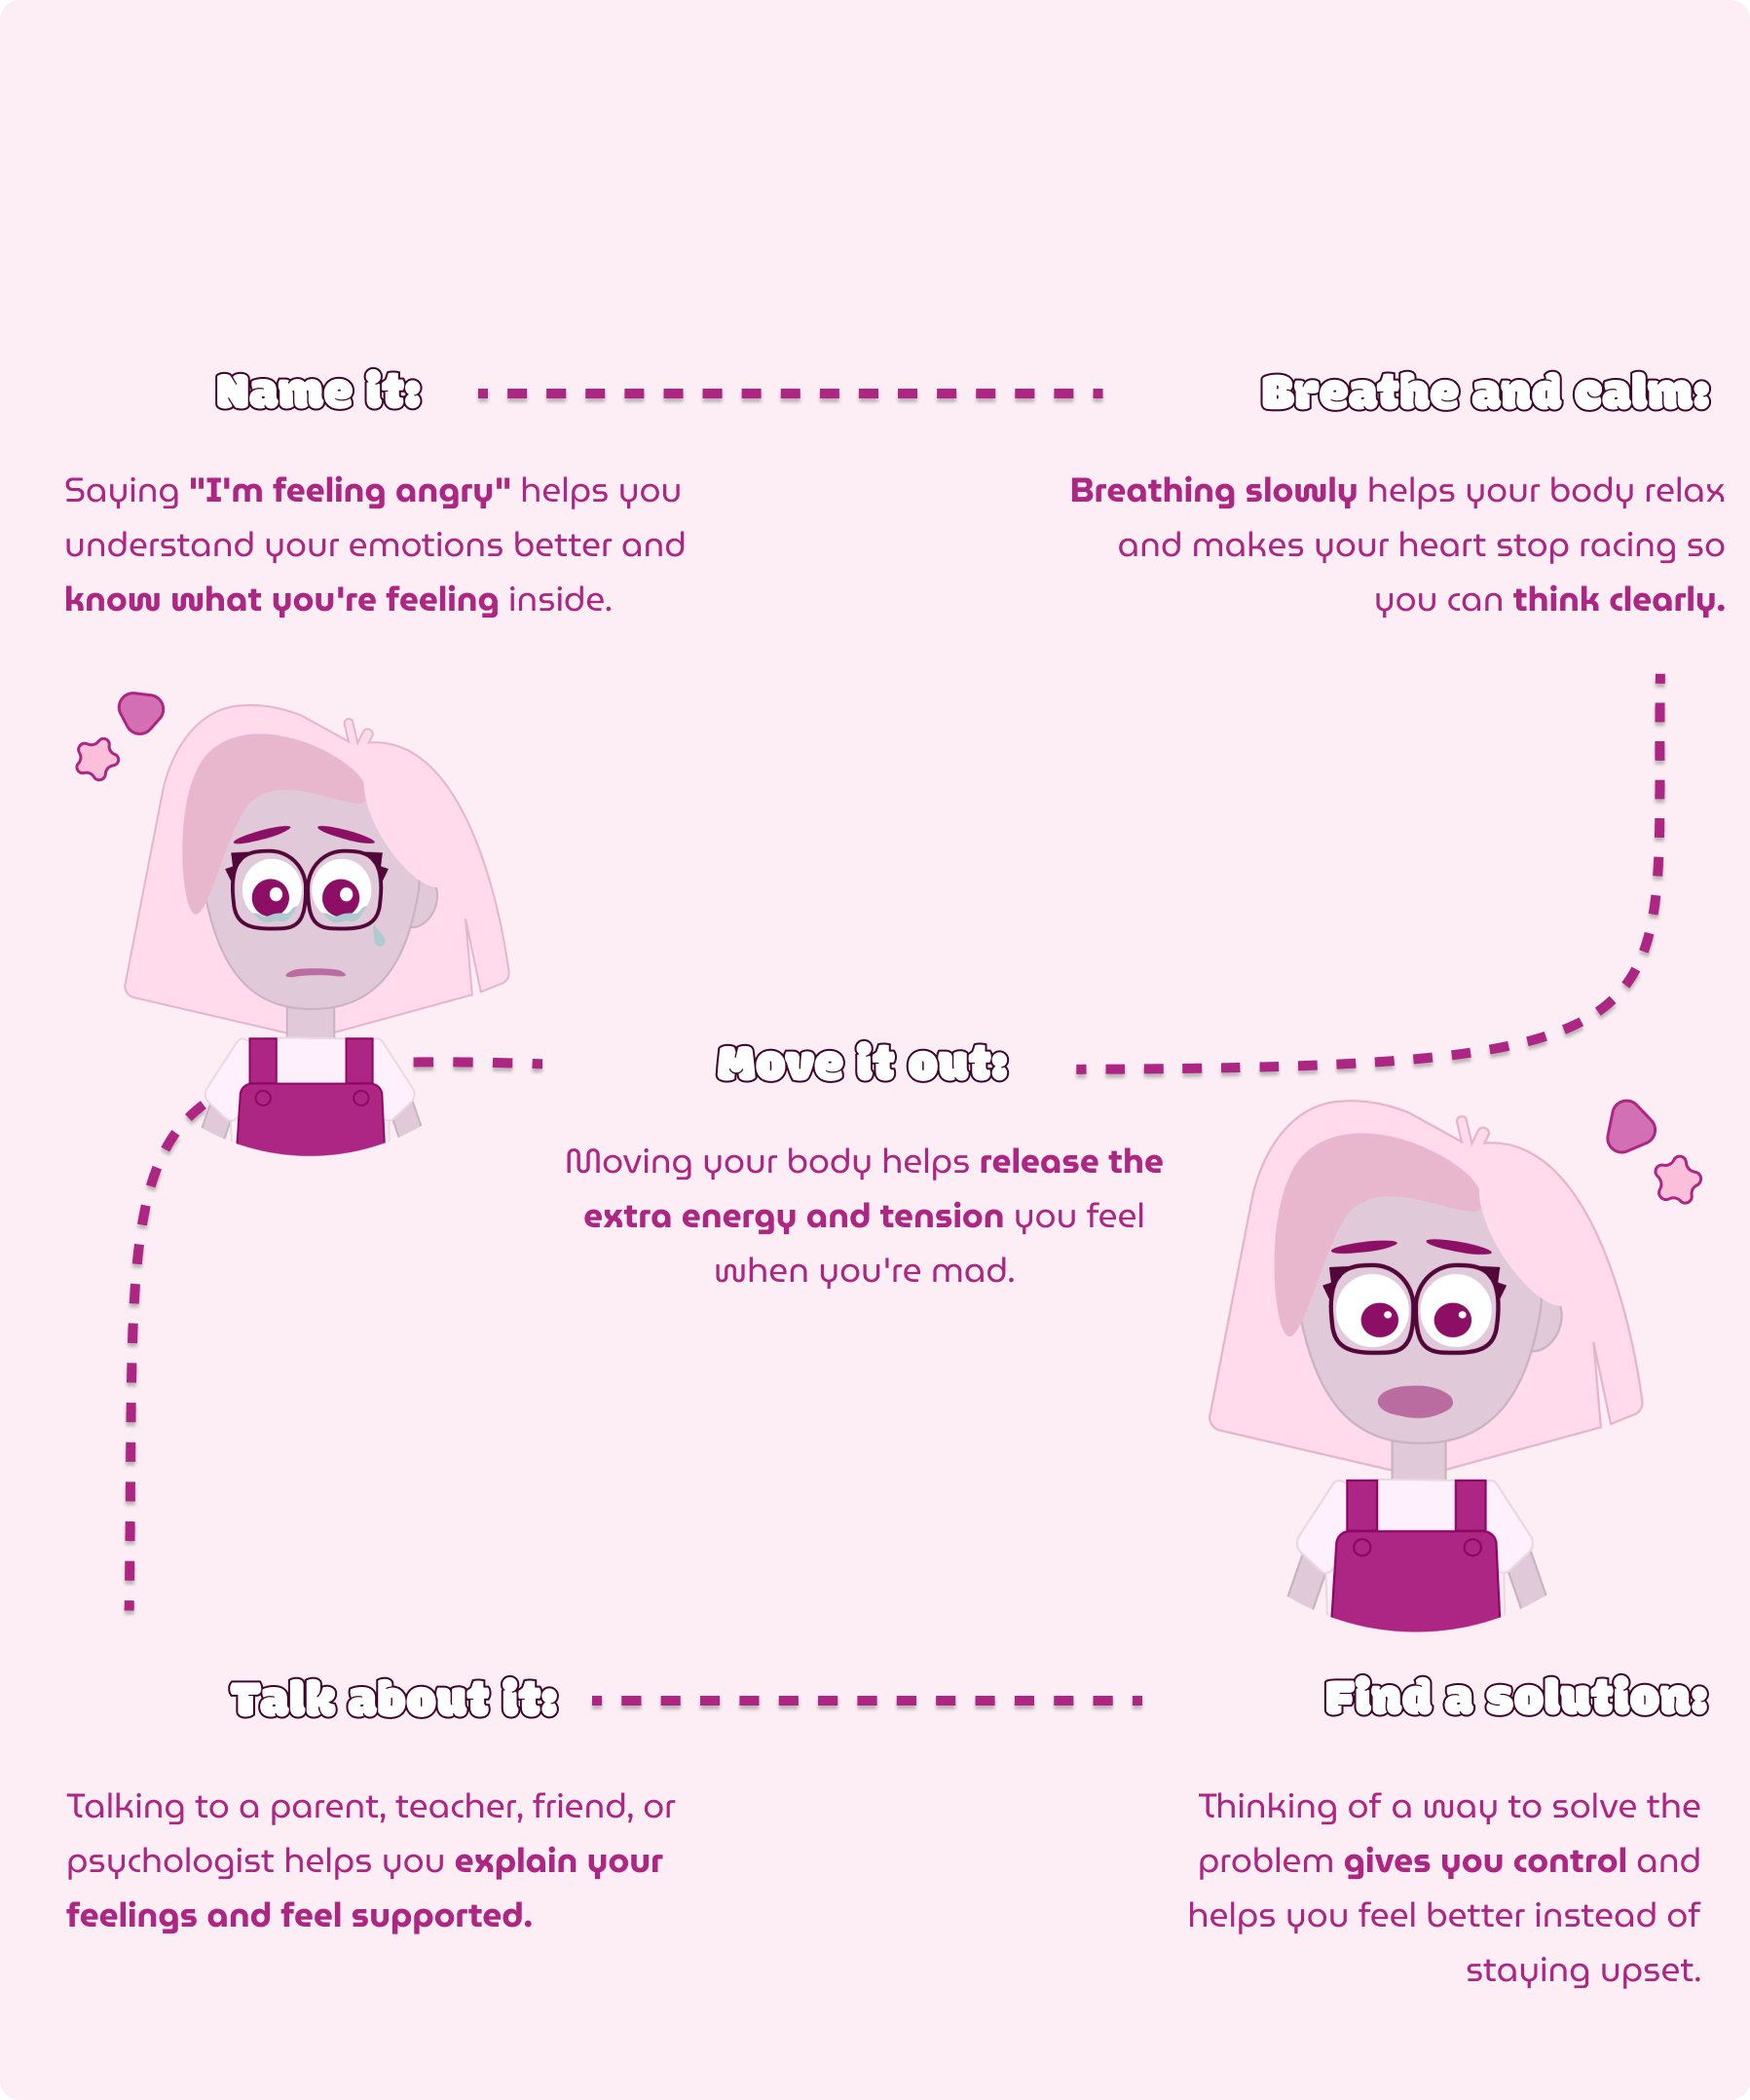 Name it:
Saying "I'm feeling angry" helps you
understand your emotions better and
know what you're feeling inside.
Breathe and calm:
Breathing slowly helps your body relax
and makes your heart stop racing so
you can think clearly.
Move it out:
Moving your body helps release the
extra energy and tension you feel
when you're mad.
Talk about it:
Talking to a parent, teacher, friend, or
psychologist helps you explain your
feelings and feel supported.
Find a solution:
Thinking of a way to solve the
problem gives you control and
helps you feel better instead of
staying upset.